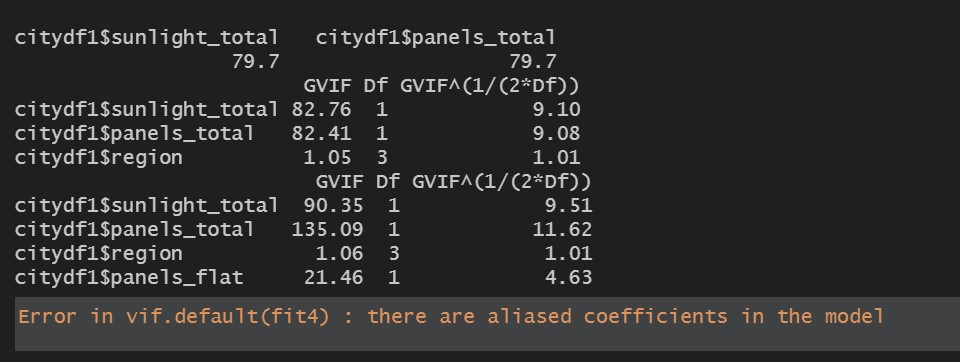 citydf1$sunlight_total   citydf1$panels_total
                  79.7                   79.7
                        GVIF Df GVIF^(1/(2*Df))
citydf1$sunlight_total 82.76  1            9.10
citydf1$panels_total   82.41  1            9.08
citydf1$region          1.05  3            1.01
                         GVIF Df GVIF^(1/(2*Df))
citydf1$sunlight_total  90.35  1            9.51
citydf1$panels_total   135.09  1           11.62
citydf1$region           1.06  3            1.01
citydf1$panels_flat     21.46  1            4.63
Error in vif.default(fit4) : there are aliased coefficients in the model